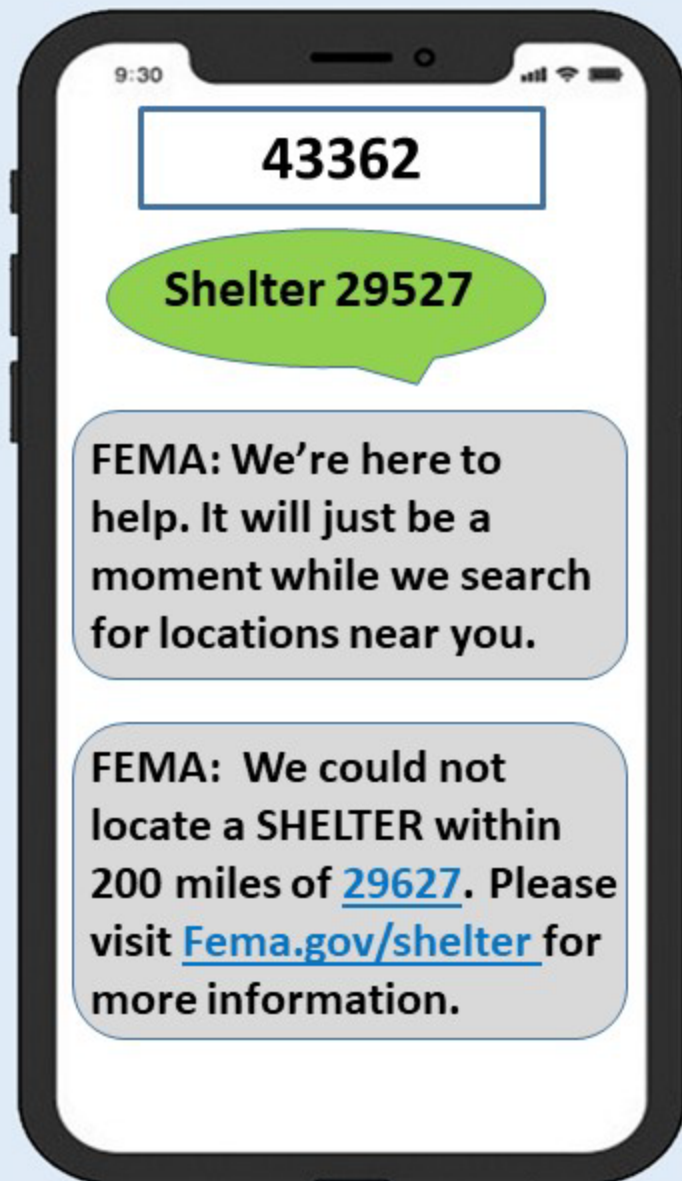 9:30
43362
Shelter 29527
FEMA: We’re here to
help. It will just be a
moment while we search
for locations near you.
FEMA:  We could not
locate a SHELTER within
200 miles of 29627. Please
visit Fema.gov/shelter for
more information.